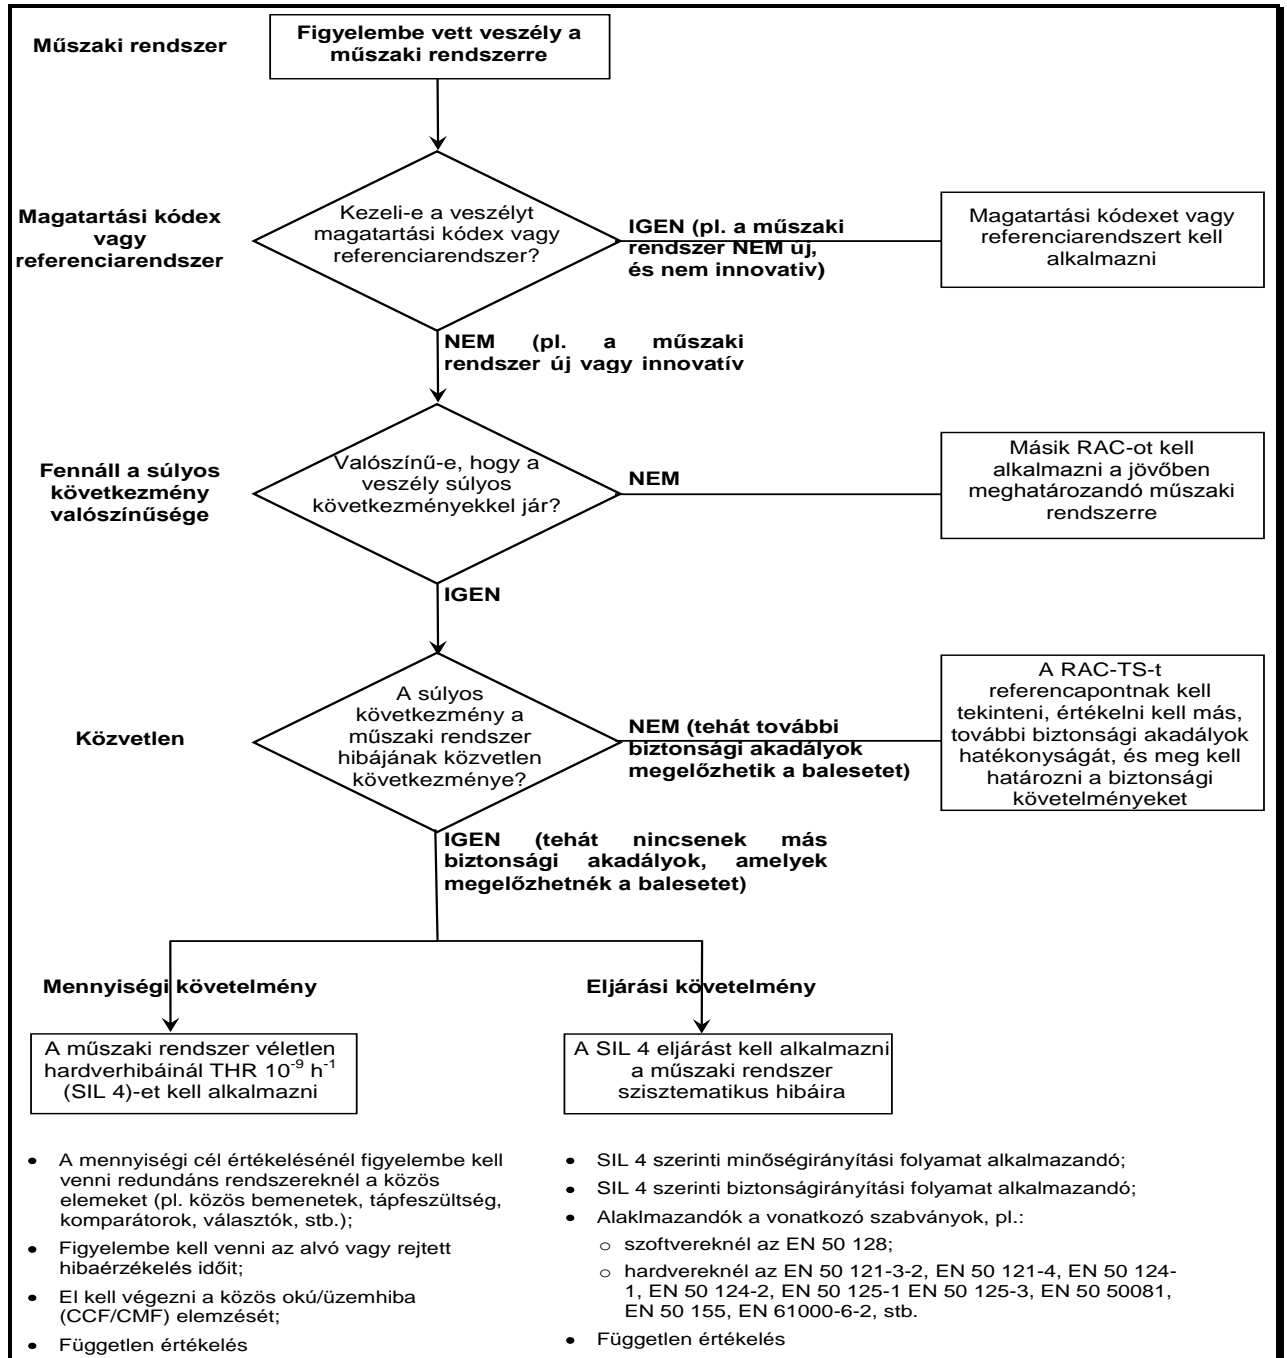 Műszaki rendszer
Figyelembe vett veszély a
műszaki rendszerre
Magatartási kódex
vagy
referenciarendszer
Kezeli-e a veszélyt
magatartási kódex vagy
referenciarendszer?
IGEN (pl. a műszaki
rendszer NEM új,
és nem innovativ)
Magatartási kódexet vagy
referenciarendszert kell
alkalmazni
NEM (pl. a műszaki
rendszer új vagy innovatív
Fennáll a súlyos
következmény
valószínűsége
Valószínű-e, hogy a
veszély súlyos
következményekkel jár?
NEM
Másik RAC-ot kell
alkalmazni a jövőben
meghatározandó műszaki
rendszerre
IGEN
Közvetlen
A súlyos
következmény a
műszaki rendszer
hibájának közvetlen
következménye?
NEM (tehát további
biztonsági akadályok
megelőzhetik a balesetet)
A RAC-TS-t
referencapontnak kell
tekinteni, értékelni kell más,
további biztonsági akadályok
hatékonyságát, és meg kell
határozni a biztonsági
követelményeket
IGEN (tehát nincsenek más
biztonsági akadályok, amelyek
megelőzhetnék a balesetet)
Mennyiségi követelmény
A műszaki rendszer véletlen
hardverhibáinál THR 10⁻⁹ h⁻¹
(SIL 4)-et kell alkalmazni
• A mennyiségi cél értékelésénél figyelembe kell
venni redundáns rendszereknél a közös
elemeket (pl. közös bemenetek, tápfeszültség,
komparátorok, választók, stb.);
• Figyelembe kell venni az alvó vagy rejtett
hibaérzékelés időit;
• El kell végezni a közös okú/üzemhiba
(CCF/CMF) elemzését;
• Független értékelés
Eljárási követelmény
A SIL 4 eljárást kell alkalmazni
a műszaki rendszer
szisztematikus hibáira
• SIL 4 szerinti minőségirányítási folyamat alkalmazandó;
• SIL 4 szerinti biztonságirányítási folyamat alkalmazandó;
• Alaklmazandók a vonatkozó szabványok, pl.:
○ szoftvereknél az EN 50 128;
○ hardvereknél az EN 50 121-3-2, EN 50 121-4, EN 50 124-
1, EN 50 124-2, EN 50 125-1 EN 50 125-3, EN 50 50081,
EN 50 155, EN 61000-6-2, stb.
• Független értékelés